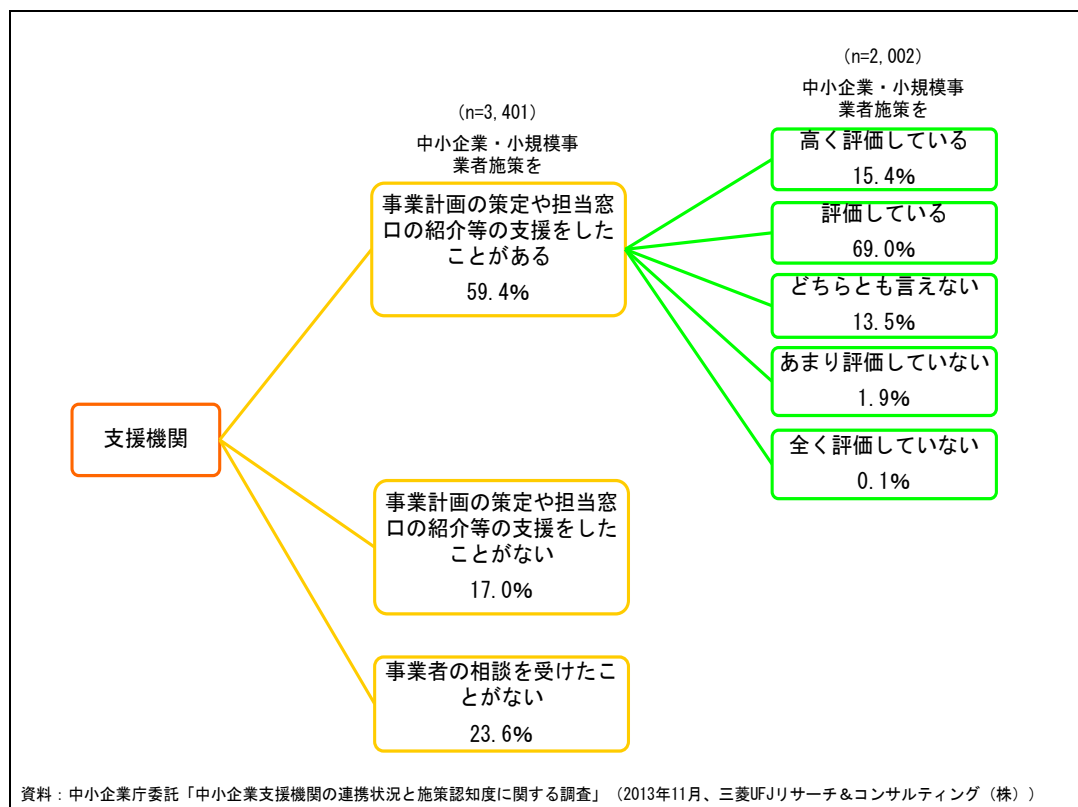 (n=2,002)
中小企業・小規模事
業者施策を
(n=3,401)
中小企業・小規模事
業者施策を
高く評価している
15.4%
事業計画の策定や担当窓
口の紹介等の支援をした
ことがある
59.4%
評価している
69.0%
どちらとも言えない
13.5%
あまり評価していない
1.9%
全く評価していない
0.1%
支援機関
事業計画の策定や担当窓
口の紹介等の支援をした
ことがない
17.0%
事業者の相談を受けたこ
とがない
23.6%
資料：中小企業庁委託「中小企業支援機関の連携状況と施策認知度に関する調査」（2013年11月、三菱UFJリサーチ＆コンサルティング（株））